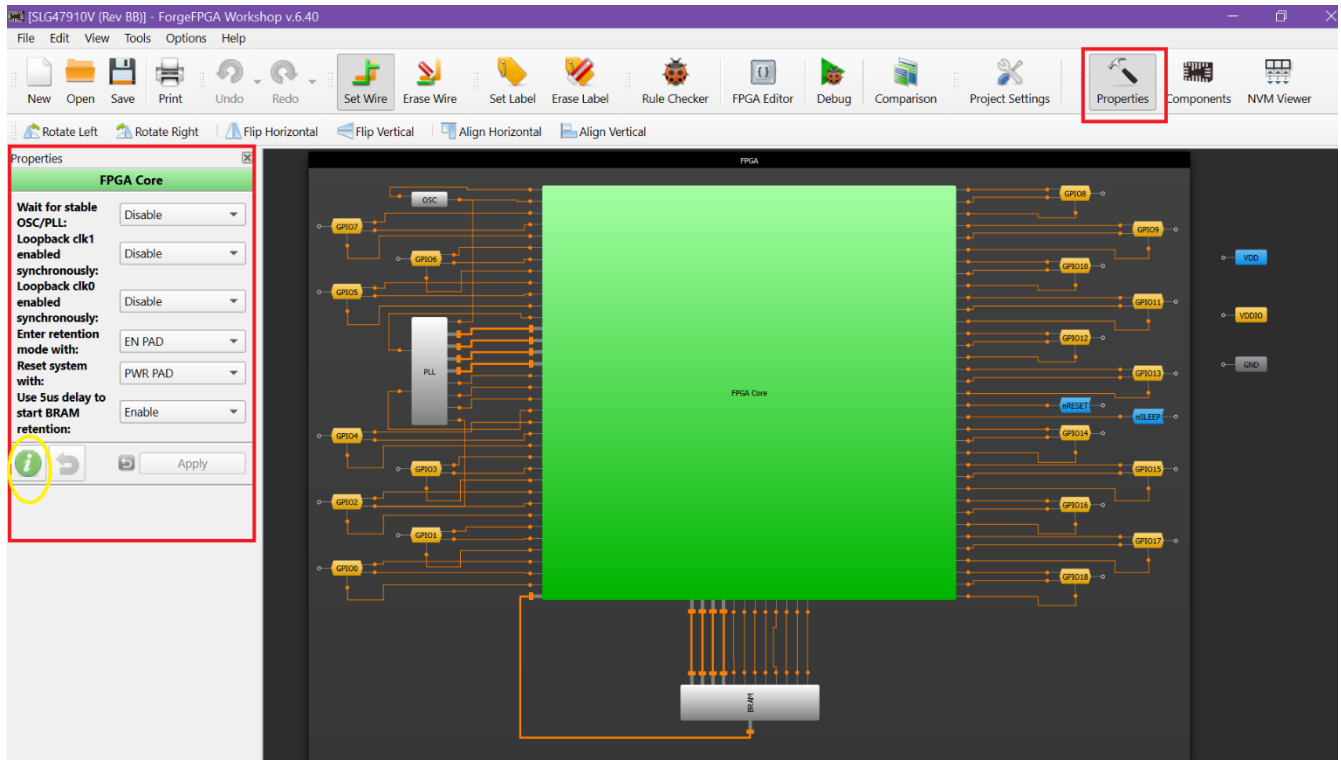 [SLG47910V (Rev BB)] - ForgeFPGA Workshop v.6.40
File Edit View Tools Options Help
New Open Save Print Undo Redo Set Wire Erase Wire Set Label Erase Label Rule Checker FPGA Editor Debug Comparison Project Settings Properties Components NVM Viewer
Rotate Left Rotate Right Flip Horizontal Flip Vertical Align Horizontal Align Vertical
Properties
FPGA Core
Wait for stable
OSC/PLL:
Disable
Loopback clk1
enabled
synchronously:
Disable
Loopback clk0
enabled
synchronously:
Disable
Enter retention
mode with:
EN PAD
Reset system
with:
PWR PAD
Use 5us delay to
start BRAM
retention:
Enable
Apply
FPGA
OSC
GPIO7
GPIO6
GPIO5
PLL
GPIO4
GPIO3
GPIO2
GPIO1
GPIO0
FPGA Core
GPIO8
GPIO9
GPIO10
GPIO11
GPIO12
GPIO13
nRESET
nSLEEP
GPIO14
GPIO15
GPIO16
GPIO17
GPIO18
VDD
VDDIO
GND
BRAM